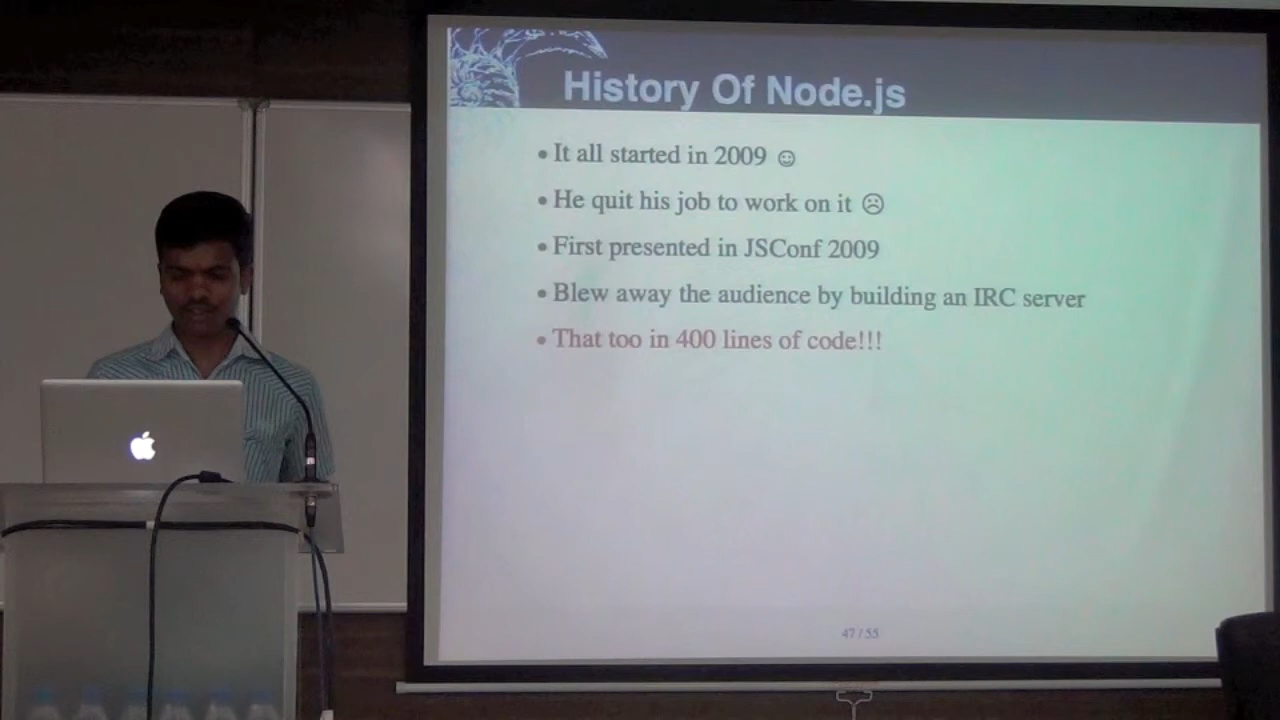 History Of Node.js
• It all started in 2009 ☺
• He quit his job to work on it ☹
• First presented in JSConf 2009
• Blew away the audience by building an IRC server
• That too in 400 lines of code!!!
47 / 55